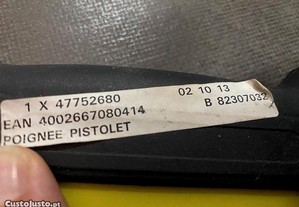 1 X 47752680 02 10 13
EAN 4002667080414 B 82307032
POIGNEE PISTOLET
CustoJusto.pt